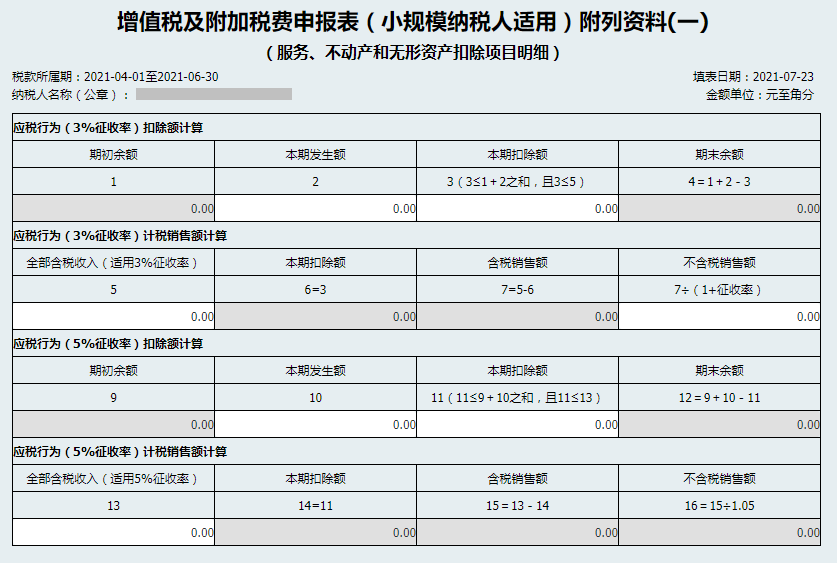 增值税及附加税费申报表（小规模纳税人适用）附列资料(一)
（服务、不动产和无形资产扣除项目明细）
税款所属期：2021-04-01至2021-06-30 填表日期：2021-07-23
纳税人名称（公章）： 金额单位：元至角分
应税行为（3%征收率）扣除额计算
期初余额 本期发生额 本期扣除额 期末余额
1 2 3（3≤1＋2之和，且3≤5） 4＝1＋2－3
0.00 0.00 0.00 0.00
应税行为（3%征收率）计税销售额计算
全部含税收入（适用3%征收率） 本期扣除额 含税销售额 不含税销售额
5 6=3 7=5-6 7÷（1+征收率）
0.00 0.00 0.00 0.00
应税行为（5%征收率）扣除额计算
期初余额 本期发生额 本期扣除额 期末余额
9 10 11（11≤9＋10之和，且11≤13） 12＝9＋10－11
0.00 0.00 0.00 0.00
应税行为（5%征收率）计税销售额计算
全部含税收入（适用5%征收率） 本期扣除额 含税销售额 不含税销售额
13 14=11 15＝13－14 16＝15÷1.05
0.00 0.00 0.00 0.00